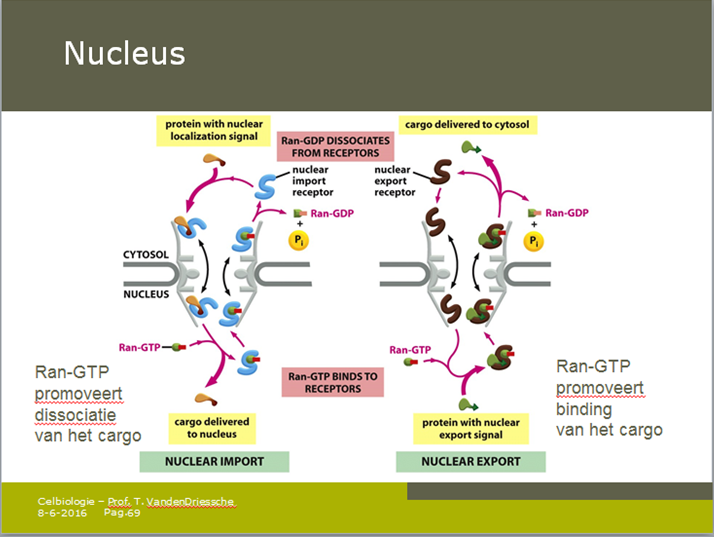 Nucleus
protein with nuclear
localization signal
Ran-GDP DISSOCIATES
FROM RECEPTORS
cargo delivered to cytosol
nuclear
import
receptor
nuclear
export
receptor
Ran-GDP
+
Pi
Ran-GDP
+
Pi
CYTOSOL
NUCLEUS
Ran-GTP
Ran-GTP
Ran-GTP BINDS TO
RECEPTORS
Ran-GTP
promoveert
dissociatie
van het cargo
Ran-GTP
promoveert
binding
van het cargo
cargo delivered
to nucleus
protein with nuclear
export signal
NUCLEAR IMPORT
NUCLEAR EXPORT
Celbiologie – Prof. T. VandenDriessche
8-6-2016 Pag.69